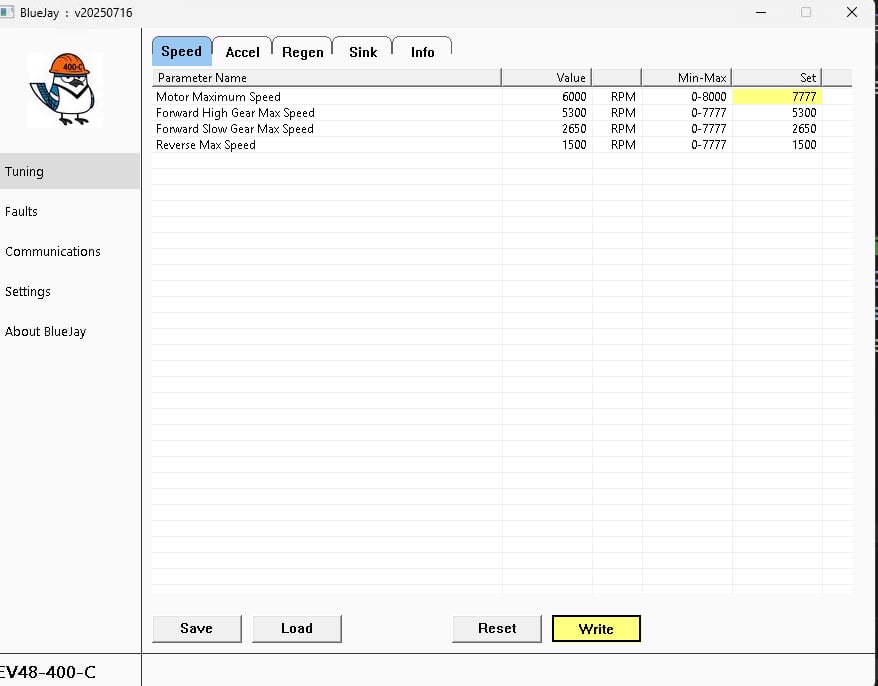 BlueJay : v20250716
400-C
Tuning
Faults
Communications
Settings
About BlueJay
Speed Accel Regen Sink Info
Parameter Name Value Min-Max Set
Motor Maximum Speed 6000 RPM 0-8000 7777
Forward High Gear Max Speed 5300 RPM 0-7777 5300
Forward Slow Gear Max Speed 2650 RPM 0-7777 2650
Reverse Max Speed 1500 RPM 0-7777 1500
Save Load Reset Write
EV48-400-C